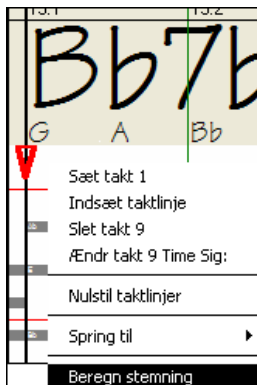 13.1 13.2
Bb7b
G A Bb
Sæt takt 1
Indsæt taktlinje
Slet takt 9
Ændr takt 9 Time Sig:
Nulstil taktlinjer
Spring til
Beregn stemning